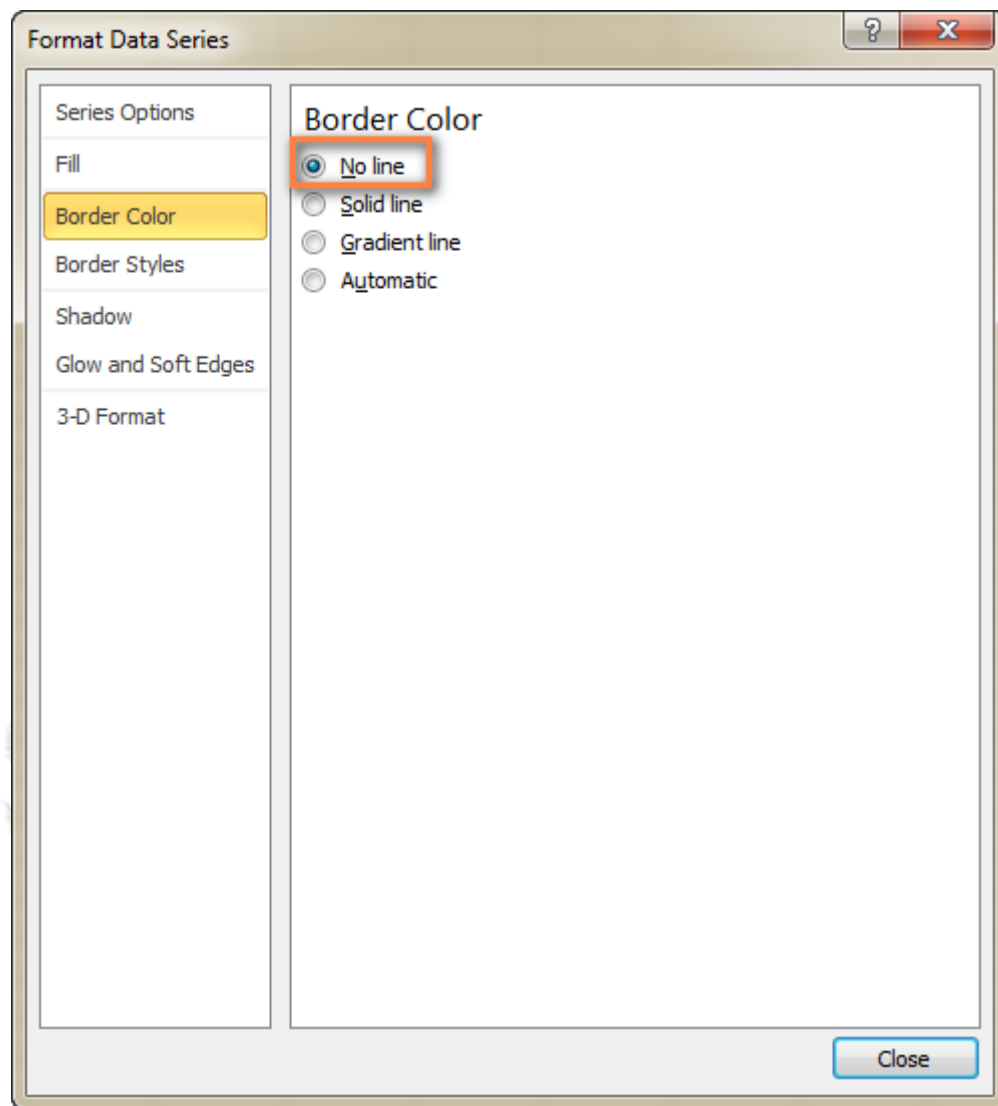 Format Data Series
Series Options
Fill
Border Color
Border Styles
Shadow
Glow and Soft Edges
3-D Format
Border Color
No line
Solid line
Gradient line
Automatic
Close